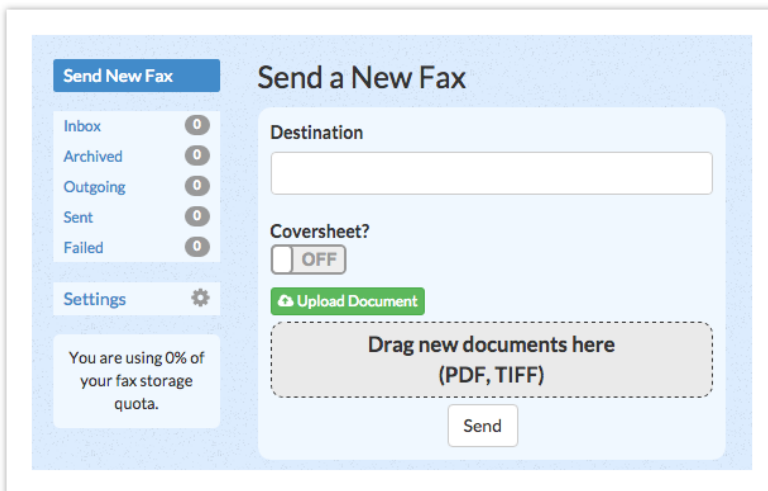 Send New Fax
Inbox 0
Archived 0
Outgoing 0
Sent 0
Failed 0
Settings
You are using 0% of
your fax storage
quota.
Send a New Fax
Destination
Coversheet?
OFF
Upload Document
Drag new documents here
(PDF, TIFF)
Send